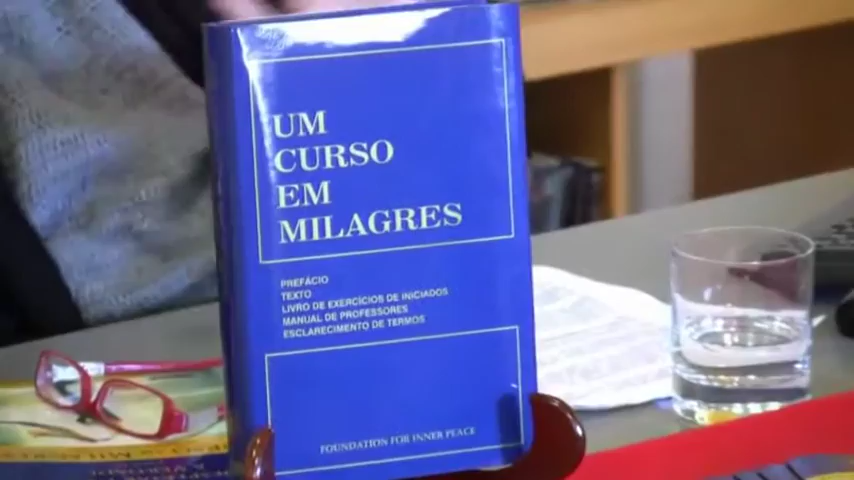 UM
CURSO
EM
MILAGRES
PREFÁCIO
TEXTO
LIVRO DE EXERCÍCIOS DE INICIADOS
MANUAL DE PROFESSORES
ESCLARECIMENTO DE TERMOS
FOUNDATION FOR INNER PEACE